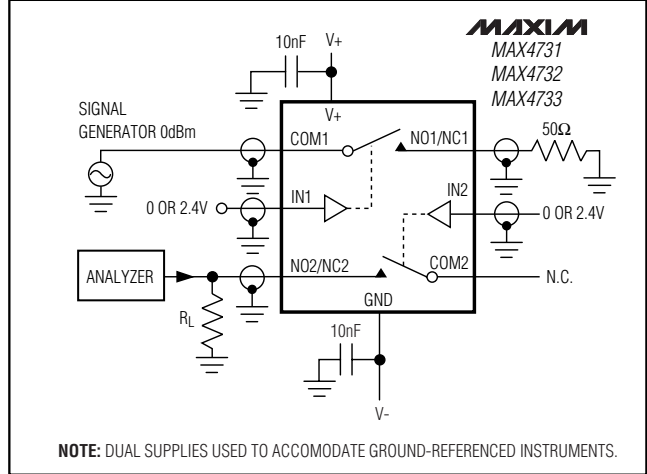 MAXIM
MAX4731
MAX4732
MAX4733
10nF
V+
V+
SIGNAL
GENERATOR 0dBm
COM1
NO1/NC1
50Ω
0 OR 2.4V
IN1
IN2
0 OR 2.4V
ANALYZER
NO2/NC2
COM2
N.C.
RL
GND
10nF
V-
NOTE: DUAL SUPPLIES USED TO ACCOMODATE GROUND-REFERENCED INSTRUMENTS.